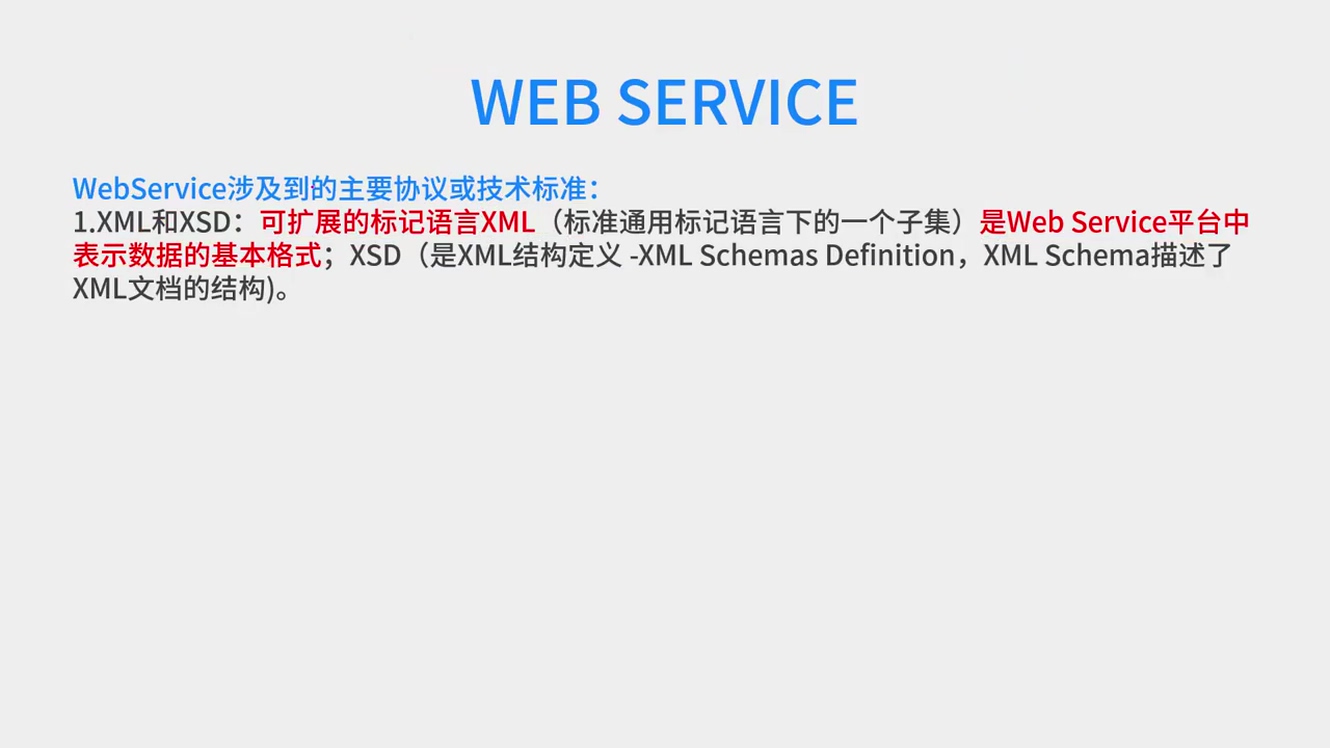 WEB SERVICE
WebService涉及到的主要协议或技术标准：
1.XML和XSD：可扩展的标记语言XML（标准通用标记语言下的一个子集）是Web Service平台中
表示数据的基本格式；XSD（是XML结构定义 -XML Schemas Definition，XML Schema描述了
XML文档的结构)。